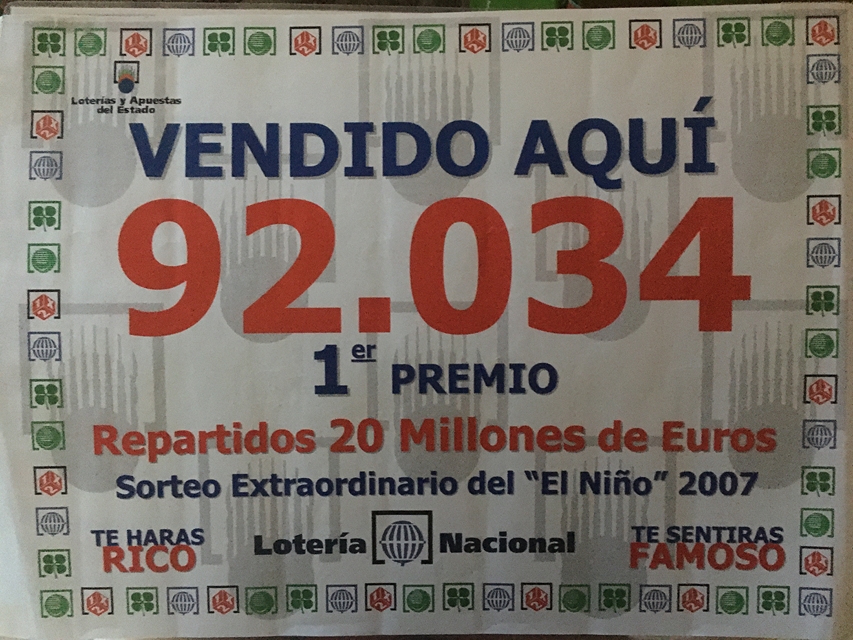 Loterías y Apuestas
del Estado
VENDIDO AQUÍ
92.034
1er PREMIO
Repartidos 20 Millones de Euros
Sorteo Extraordinario del "El Niño" 2007
TE HARAS
RICO
Lotería Nacional
TE SENTIRAS
FAMOSO